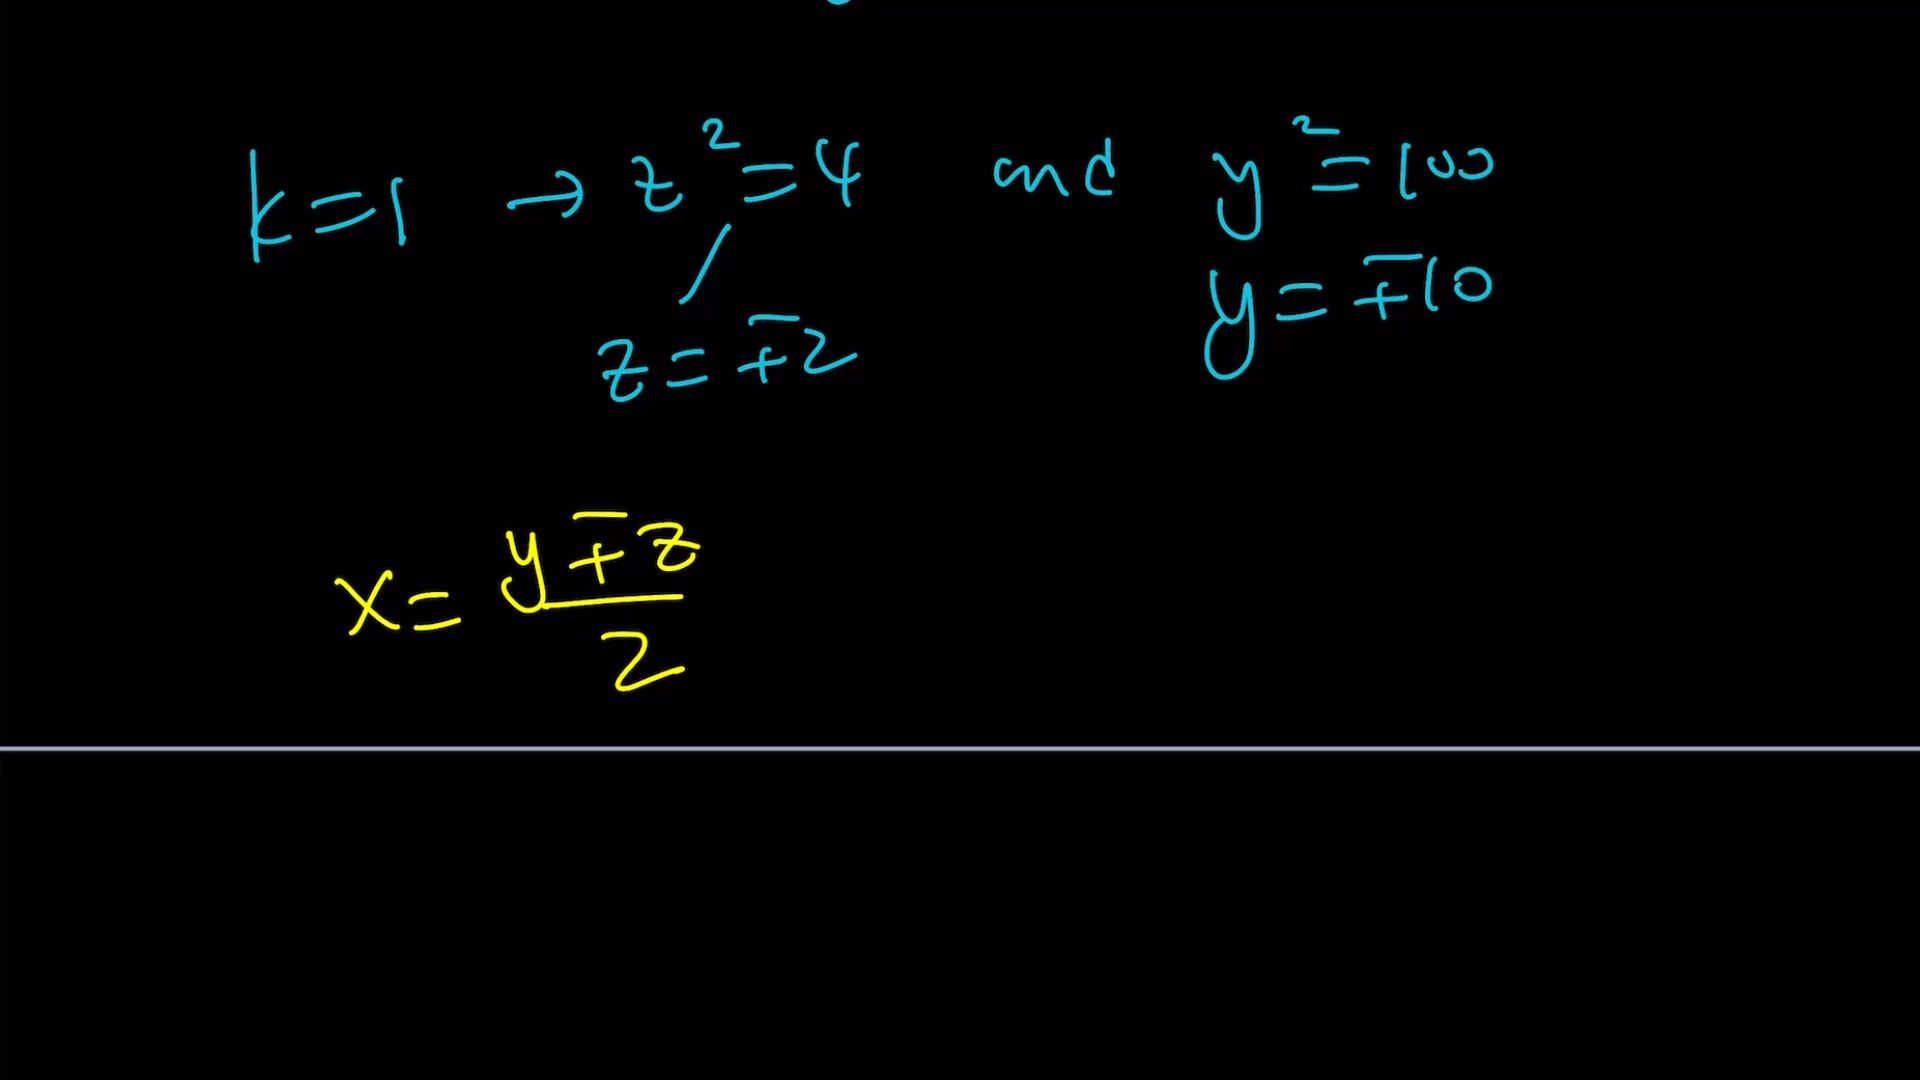 k=1 → z²=4 and y²=100
z=∓2 y=∓10
x= y∓z
2